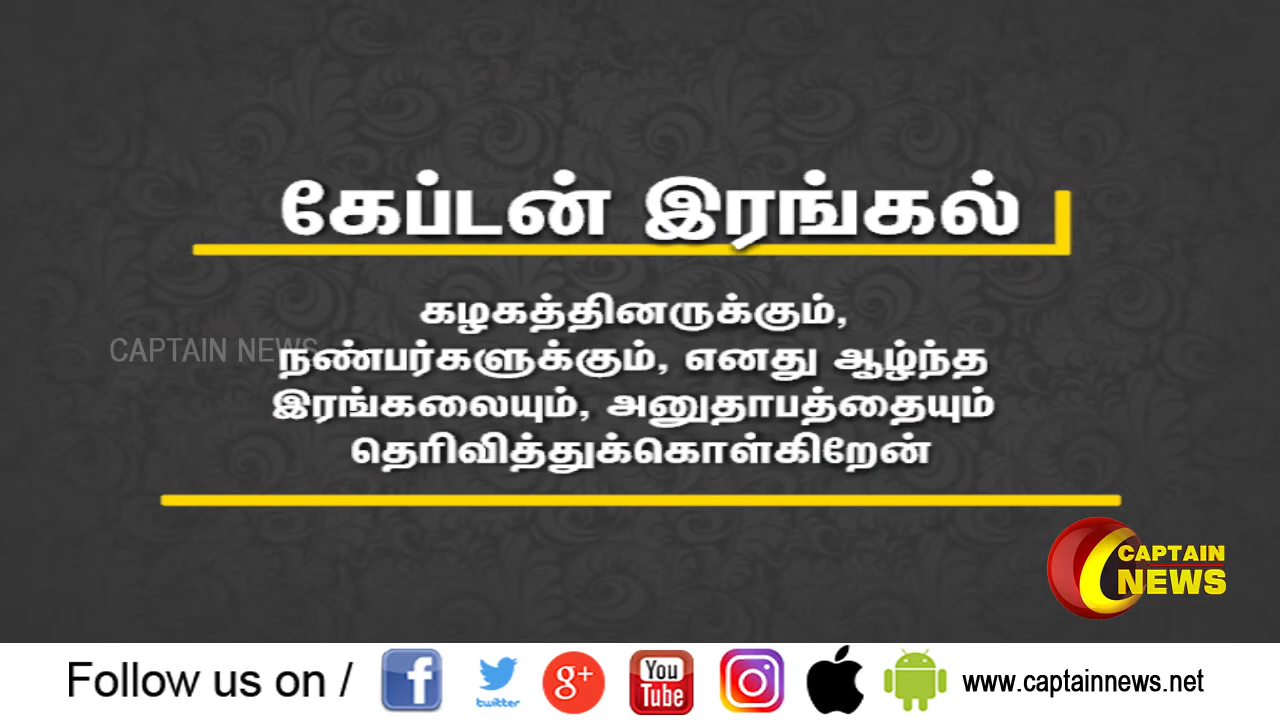 கேப்டன் இரங்கல்
கழகத்தினருக்கும்,
CAPTAIN NEWS
நண்பர்களுக்கும், எனது ஆழ்ந்த
இரங்கலையும், அனுதாபத்தையும்
தெரிவித்துக்கொள்கிறேன்
CAPTAIN
NEWS
Follow us on / f twitter g+ You Tube www.captainnews.net